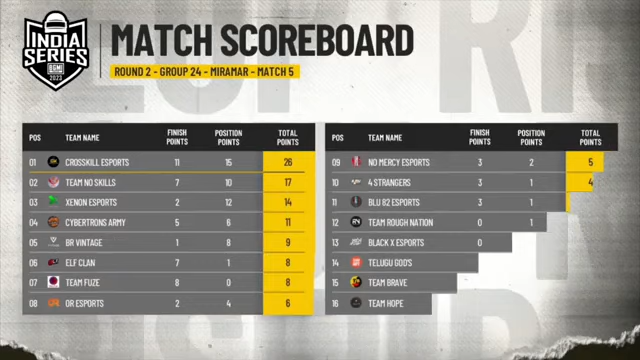 INDIA
SERIES
BGMI
2023
MATCH SCOREBOARD
ROUND 2 - GROUP 24 - MIRAMAR - MATCH 5
POS TEAM NAME FINISH POINTS POSITION POINTS TOTAL POINTS
01 CROSSKILL ESPORTS 11 15 26
02 TEAM NO SKILLS 7 10 17
03 XENON ESPORTS 2 12 14
04 CYBERTRONS ARMY 5 6 11
05 BR VINTAGE 1 8 9
06 ELF CLAN 7 1 8
07 TEAM FUZE 8 0 8
08 OR ESPORTS 2 4 6
POS TEAM NAME FINISH POINTS POSITION POINTS TOTAL POINTS
09 NO MERCY ESPORTS 3 2 5
10 4 STRANGERS 3 1 4
11 BLU 82 ESPORTS 3 1
12 TEAM ROUGH NATION 0 1
13 BLACK X ESPORTS 0
14 TELUGU GOD'S
15 TEAM BRAVE
16 TEAM HOPE